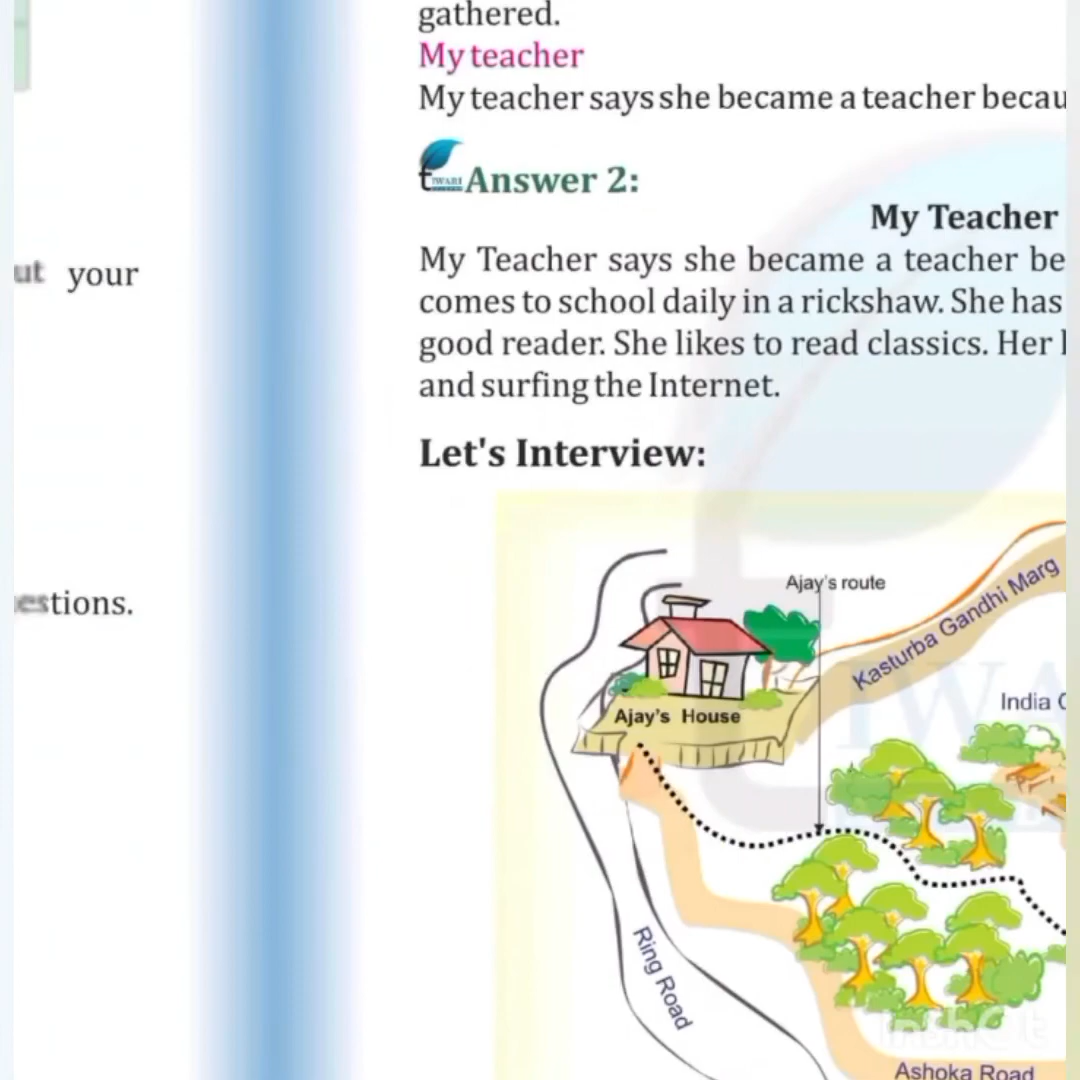 gathered.
My teacher
My teacher says she became a teacher becau
IWARI
Answer 2:
My Teacher
My Teacher says she became a teacher be
comes to school daily in a rickshaw. She has
good reader. She likes to read classics. Her
and surfing the Internet.
Let's Interview:
your
Ajay's route
Kasturba Gandhi Marg
India
Ajay's House
Ring Road
Ashoka Road
InShOt